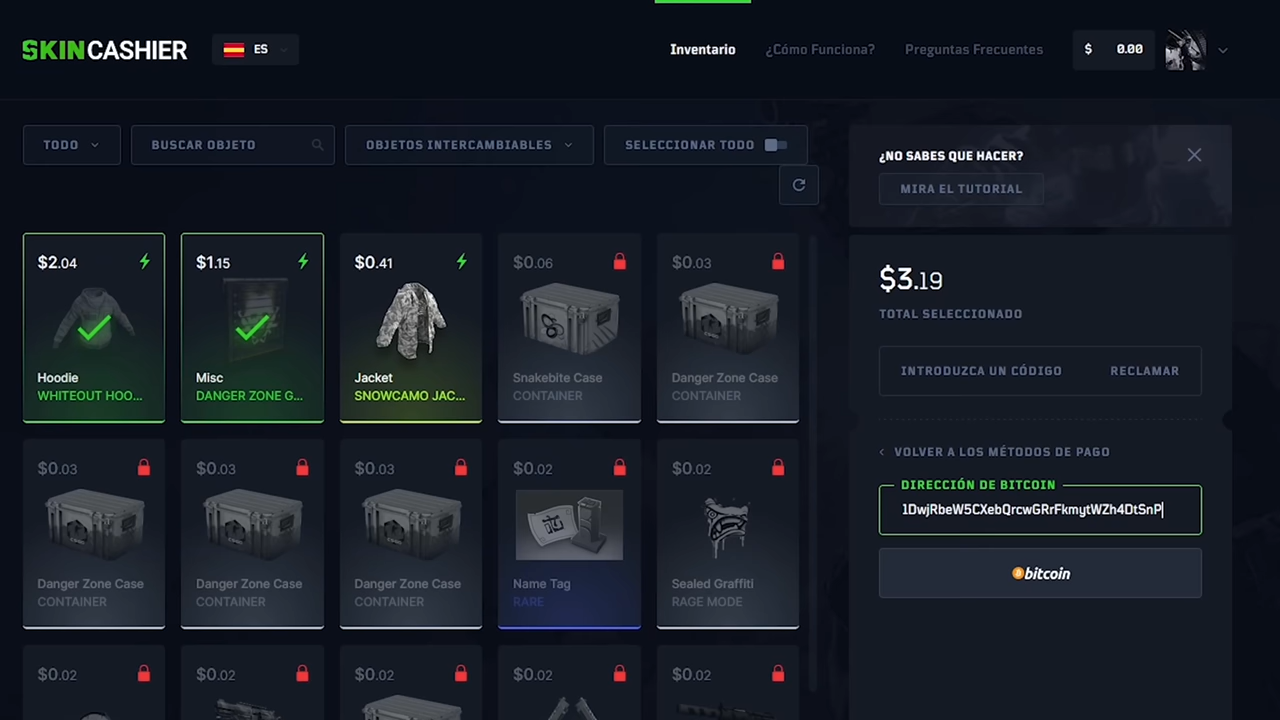 SKINCASHIER
ES
Inventario
¿Cómo Funciona?
Preguntas Frecuentes
$ 0.00
TODO
BUSCAR OBJETO
OBJETOS INTERCAMBIABLES
SELECCIONAR TODO
¿NO SABES QUE HACER?
MIRA EL TUTORIAL
$2.04
Hoodie
WHITEOUT HOO...
$1.15
Misc
DANGER ZONE G...
$0.41
Jacket
SNOWCAMO JAC...
$0.06
Snakebite Case
CONTAINER
$0.03
Danger Zone Case
CONTAINER
$0.03
Danger Zone Case
CONTAINER
$0.03
Danger Zone Case
CONTAINER
$0.03
Danger Zone Case
CONTAINER
$0.02
Name Tag
RARE
$0.02
Sealed Graffiti
RAGE MODE
$0.02
$0.02
$0.02
$0.02
$0.02
$3.19
TOTAL SELECCIONADO
INTRODUZCA UN CÓDIGO
RECLAMAR
‹ VOLVER A LOS MÉTODOS DE PAGO
DIRECCIÓN DE BITCOIN
1DwjRbeW5CXebQrcwGRrFkmytWZh4DtSnP
bitcoin